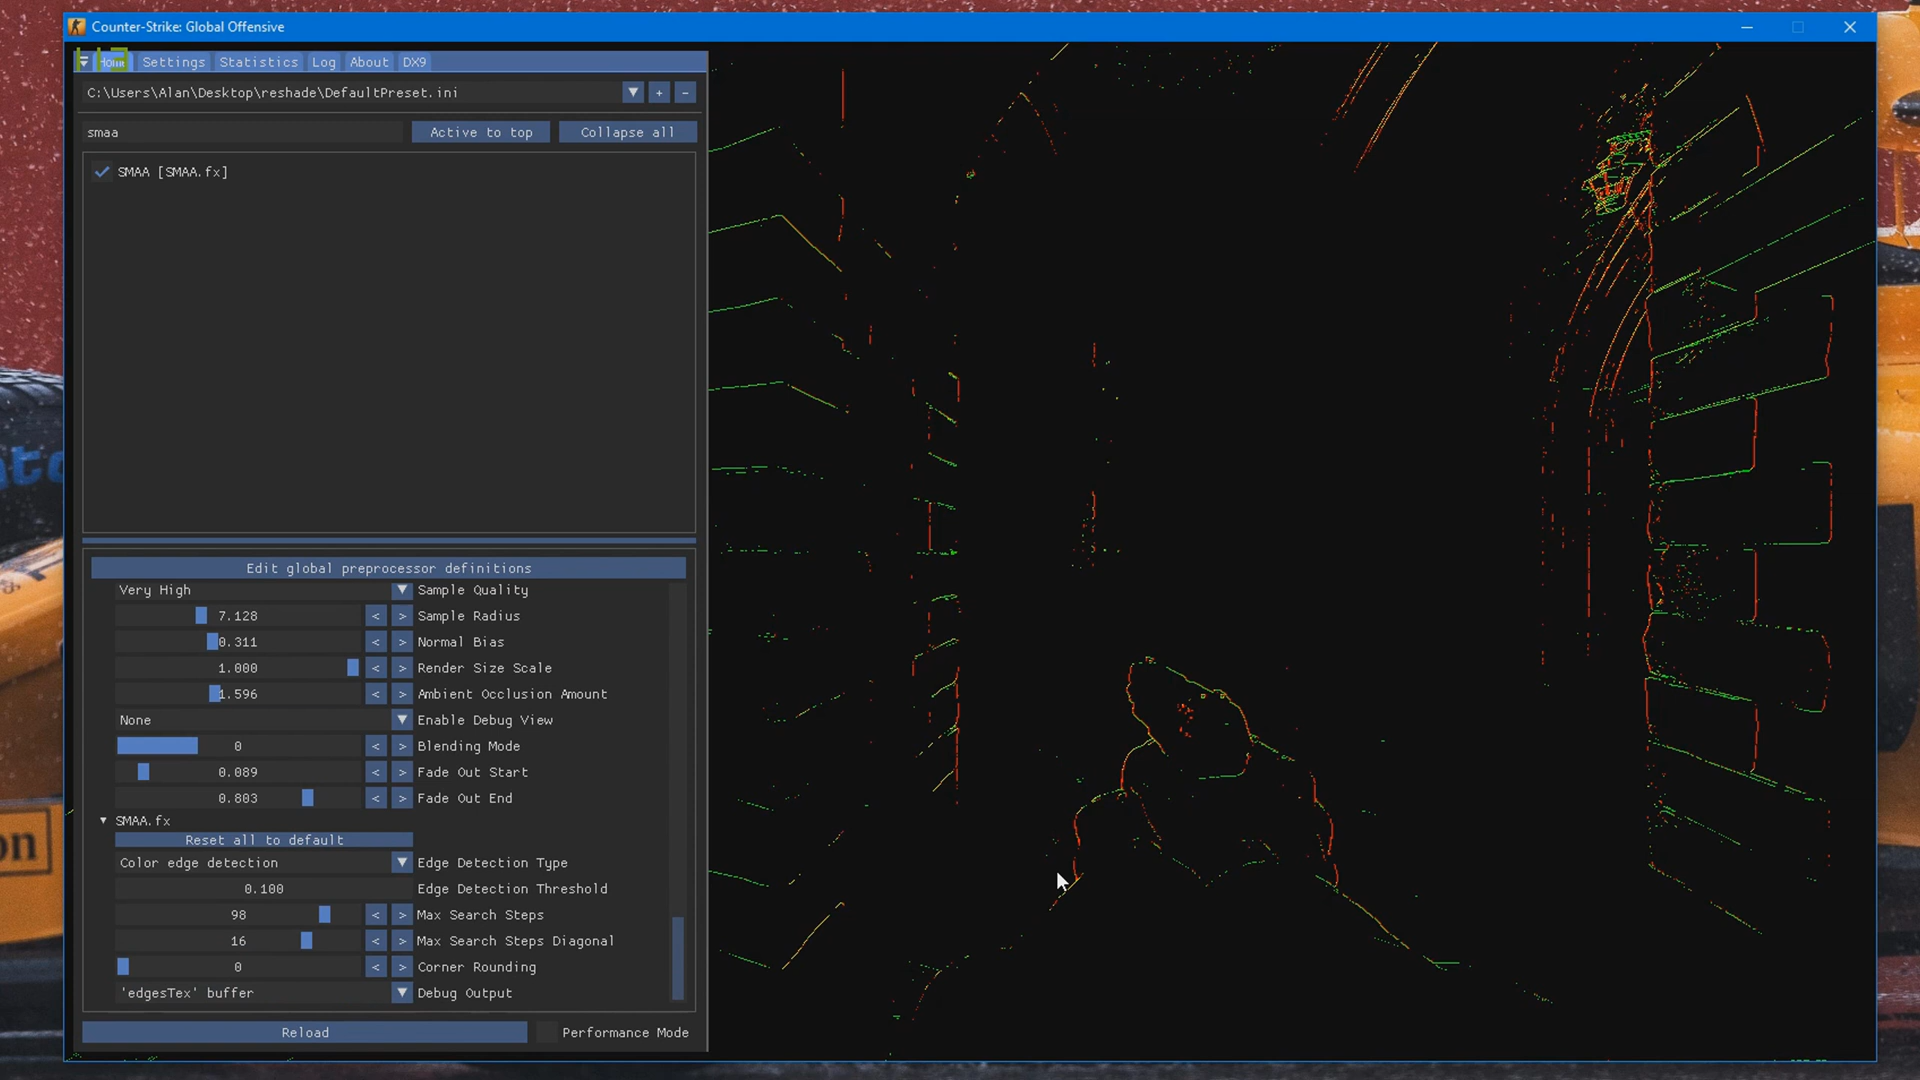 Counter-Strike: Global Offensive
Home Settings Statistics Log About DX9
C:\Users\Alan\Desktop\reshade\DefaultPreset.ini ▼ + -
smaa Active to top Collapse all
SMAA [SMAA.fx]
Edit global preprocessor definitions
Very High ▼ Sample Quality
7.128 < > Sample Radius
0.311 < > Normal Bias
1.000 < > Render Size Scale
1.596 < > Ambient Occlusion Amount
None ▼ Enable Debug View
0 < > Blending Mode
0.089 < > Fade Out Start
0.803 < > Fade Out End
▼ SMAA.fx
Reset all to default
Color edge detection ▼ Edge Detection Type
0.100 Edge Detection Threshold
98 < > Max Search Steps
16 < > Max Search Steps Diagonal
0 < > Corner Rounding
'edgesTex' buffer ▼ Debug Output
Reload Performance Mode
on